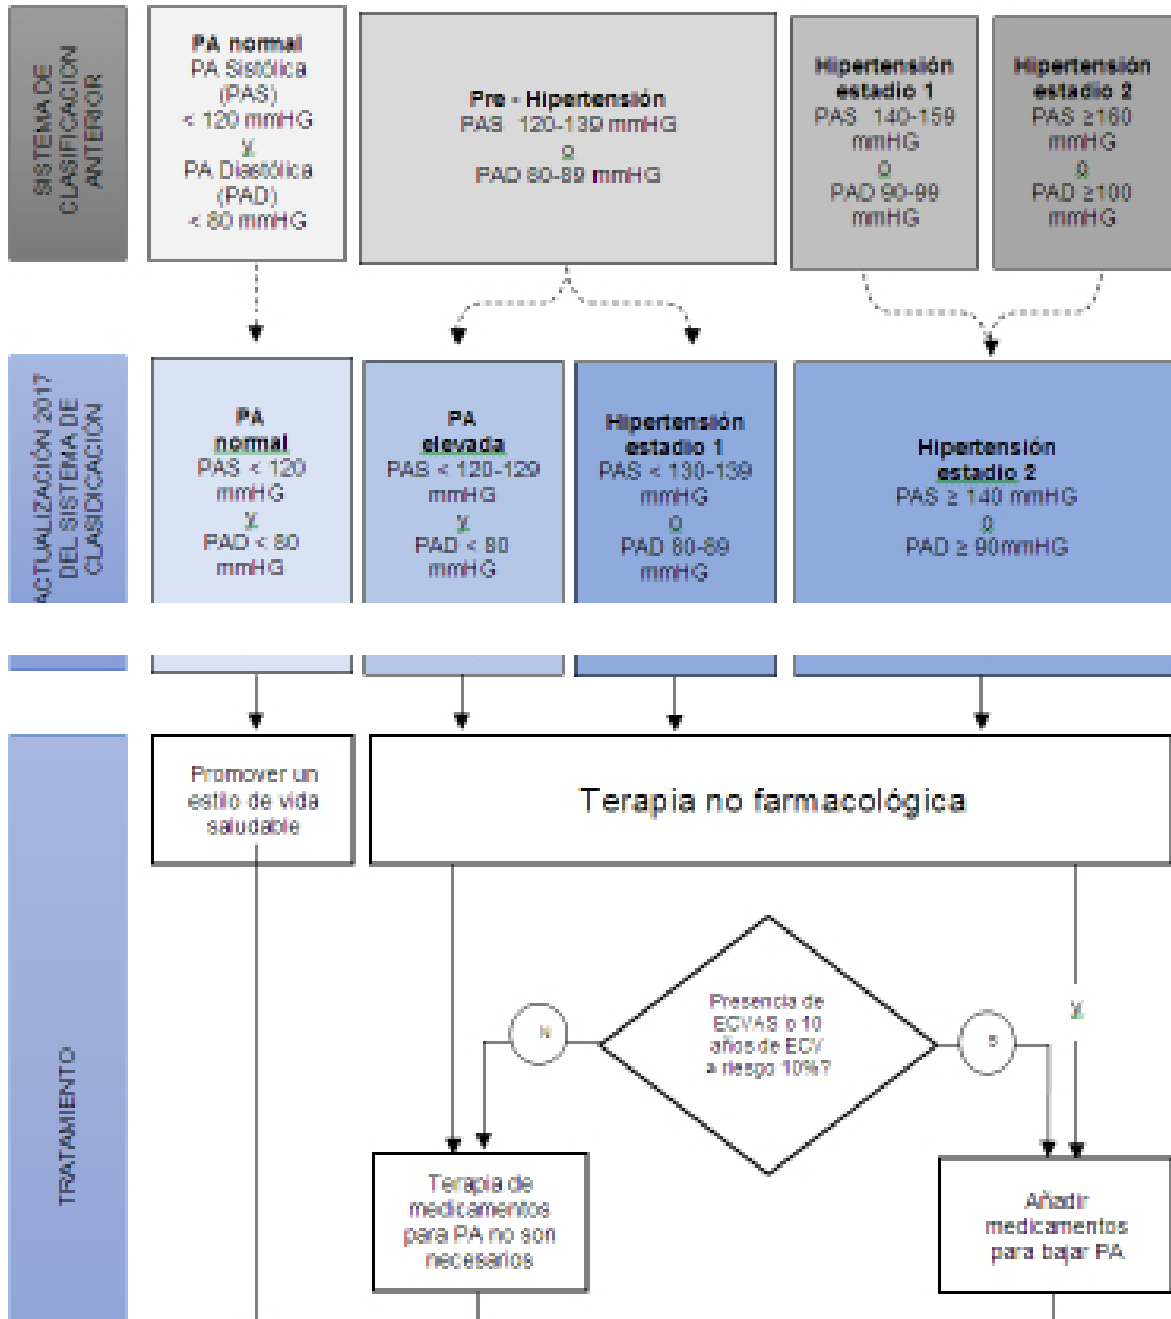 SISTEMA DE
CLASIFICACION
ANTERIOR
PA normal
PA Sistólica
(PAS)
< 120 mmHG
y
PA Diastólica
(PAD)
< 80 mmHG
Pre - Hipertensión
PAS 120-139 mmHG
o
PAD 80-89 mmHG
Hipertensión
estadio 1
PAS 140-159
mmHG
o
PAD 90-99
mmHG
Hipertensión
estadio 2
PAS ≥160
mmHG
o
PAD ≥100
mmHG
ACTUALIZACIÓN 2017
DEL SISTEMA DE
CLASIDICACIÓN
PA
normal
PAS < 120
mmHG
y
PAD < 80
mmHG
PA
elevada
PAS < 120-129
mmHG
y
PAD < 80
mmHG
Hipertensión
estadio 1
PAS < 130-139
mmHG
o
PAD 80-89
mmHG
Hipertensión
estadio 2
PAS ≥ 140 mmHG
o
PAD ≥ 90mmHG
TRATAMIENTO
Promover un
estilo de vida
saludable
Terapia no farmacológica
Presencia de
ECVAS o 10
años de ECV
a riesgo 10%?
N
S
y
Terapia de
medicamentos
para PA no son
necesarios
Añadir
medicamentos
para bajar PA